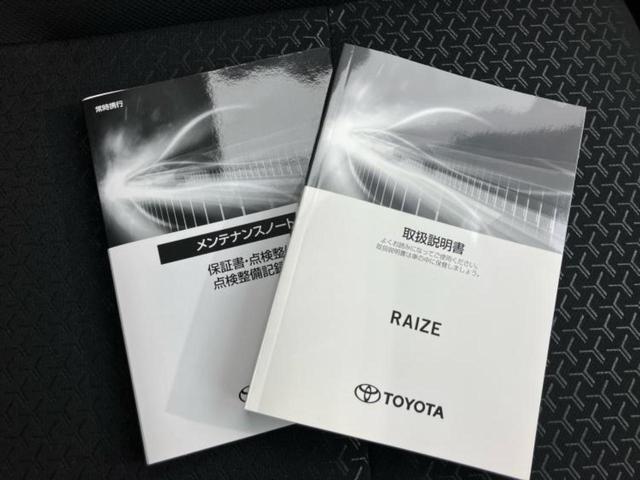 常時携行
メンテナンスノート
保証書・点検整
点検整備記録
取扱説明書
よくお読みになってご使用ください。
取扱説明書は車の中に保管しましょう。
RAIZE
TOYOTA